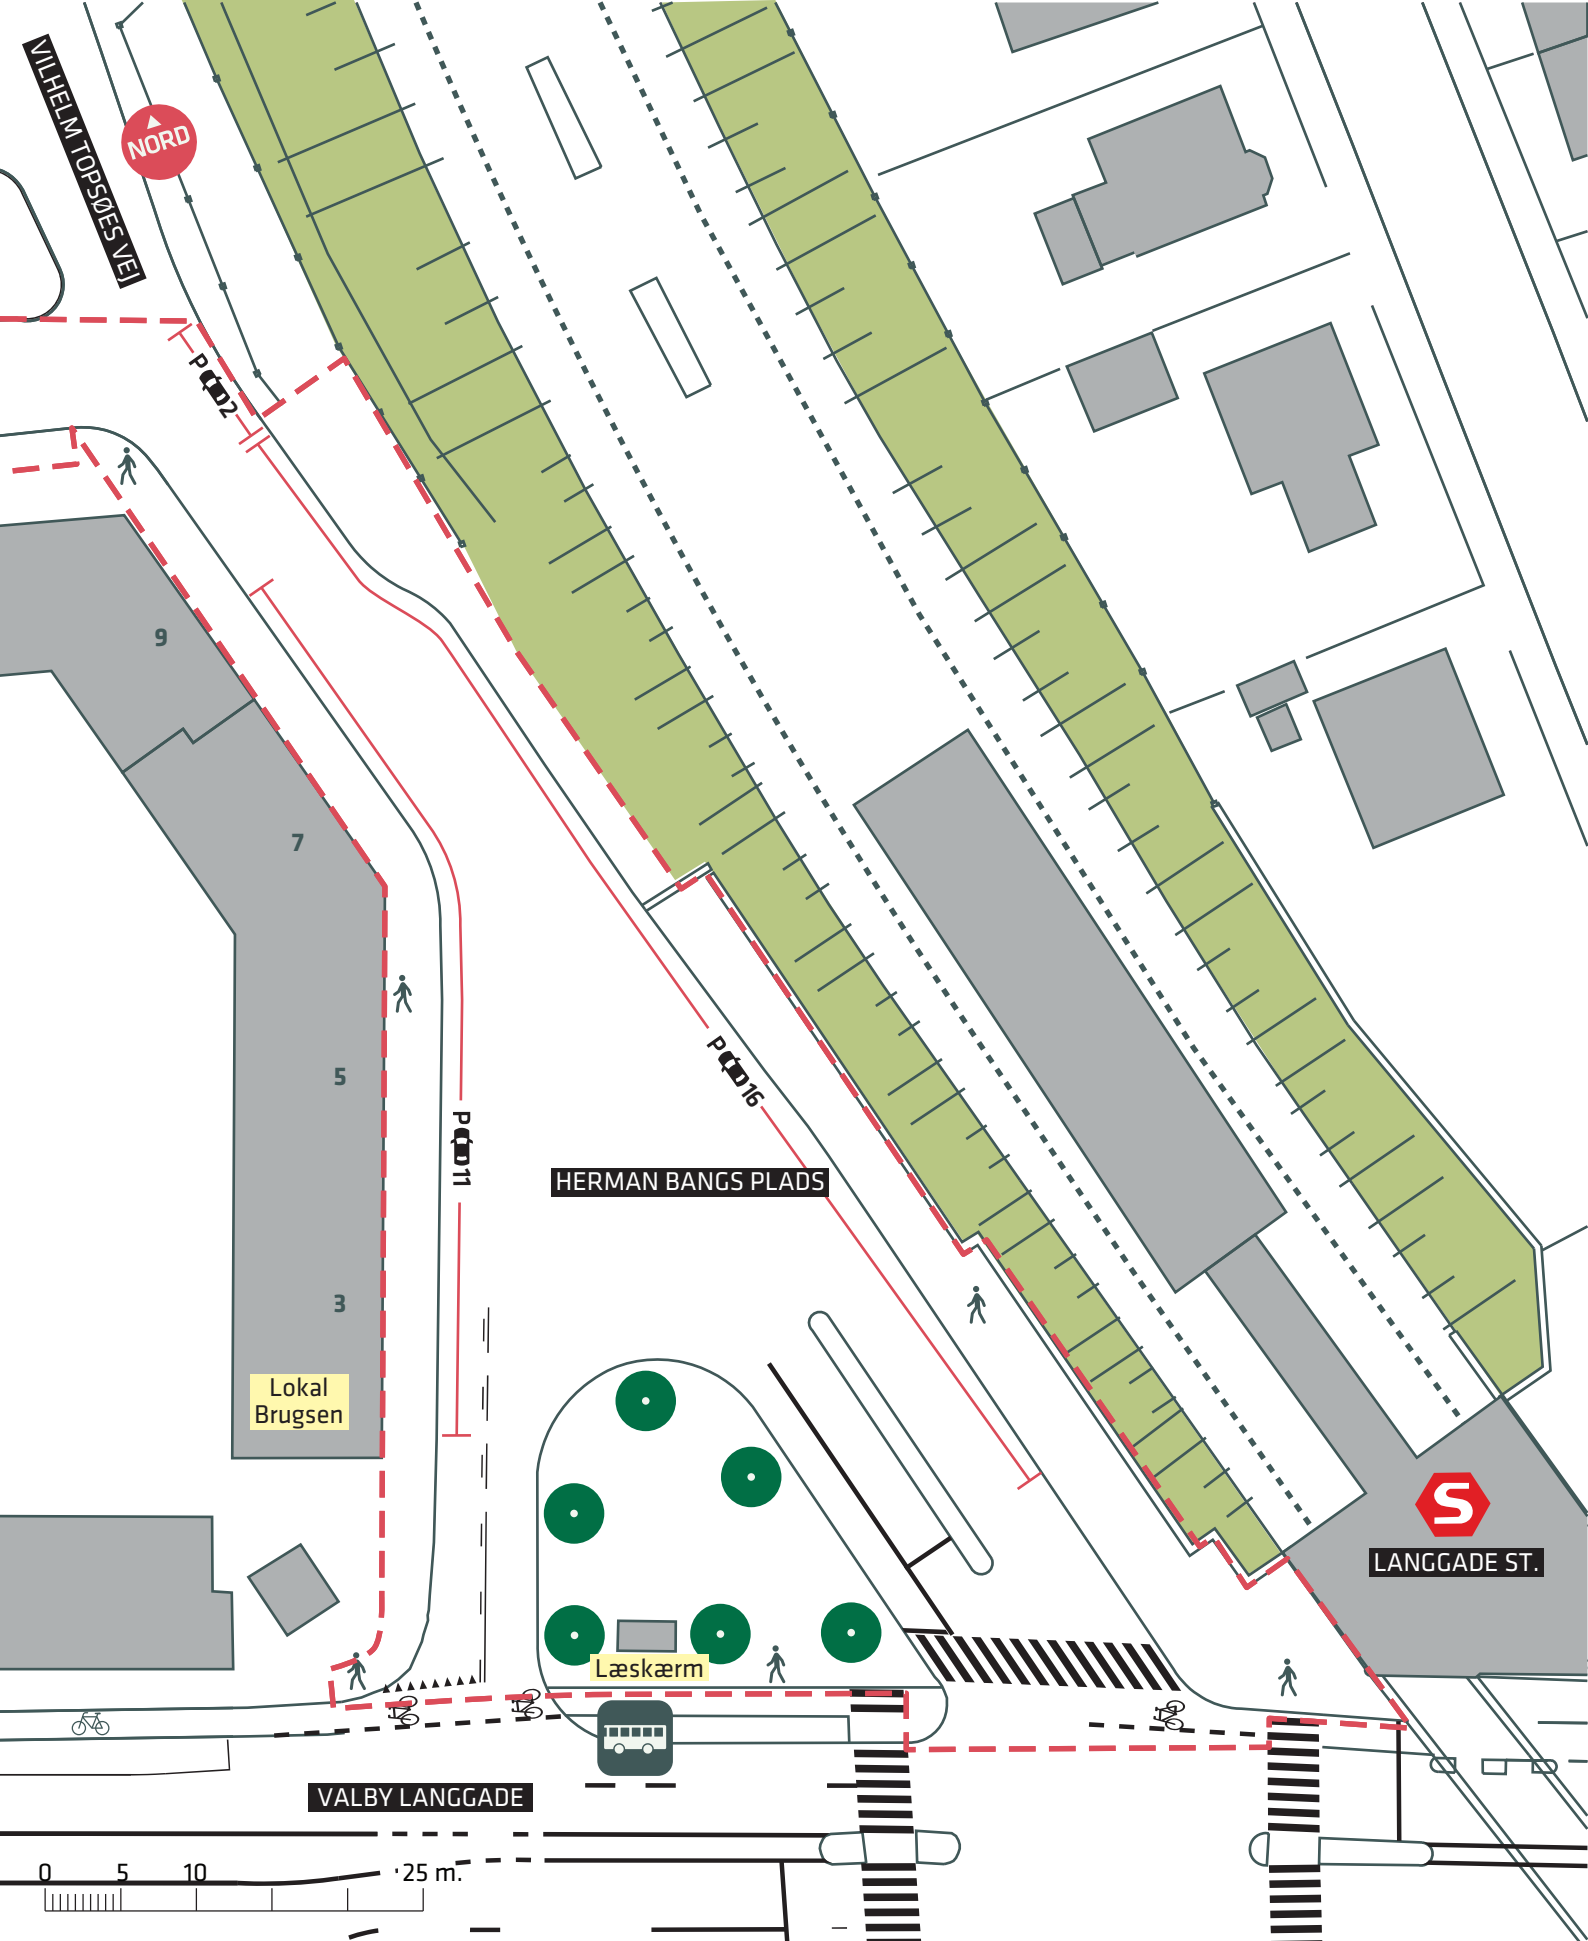 VILHELM TOPSØES VEJ
NORD
P 2
9
7
P 16
5
P 11
HERMAN BANGS PLADS
3
Lokal
Brugsen
S
LANGGADE ST.
Læskærm
VALBY LANGGADE
0 5 10 25 m.